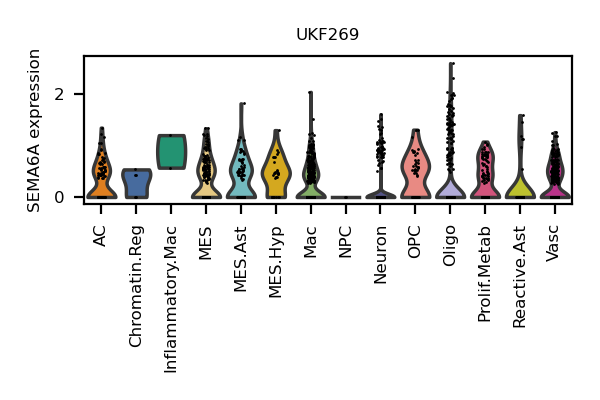 UKF269
SEMA6A expression
2
0
AC
Chromatin.Reg
Inflammatory.Mac
MES
MES.Ast
MES.Hyp
Mac
NPC
Neuron
OPC
Oligo
Prolif.Metab
Reactive.Ast
Vasc